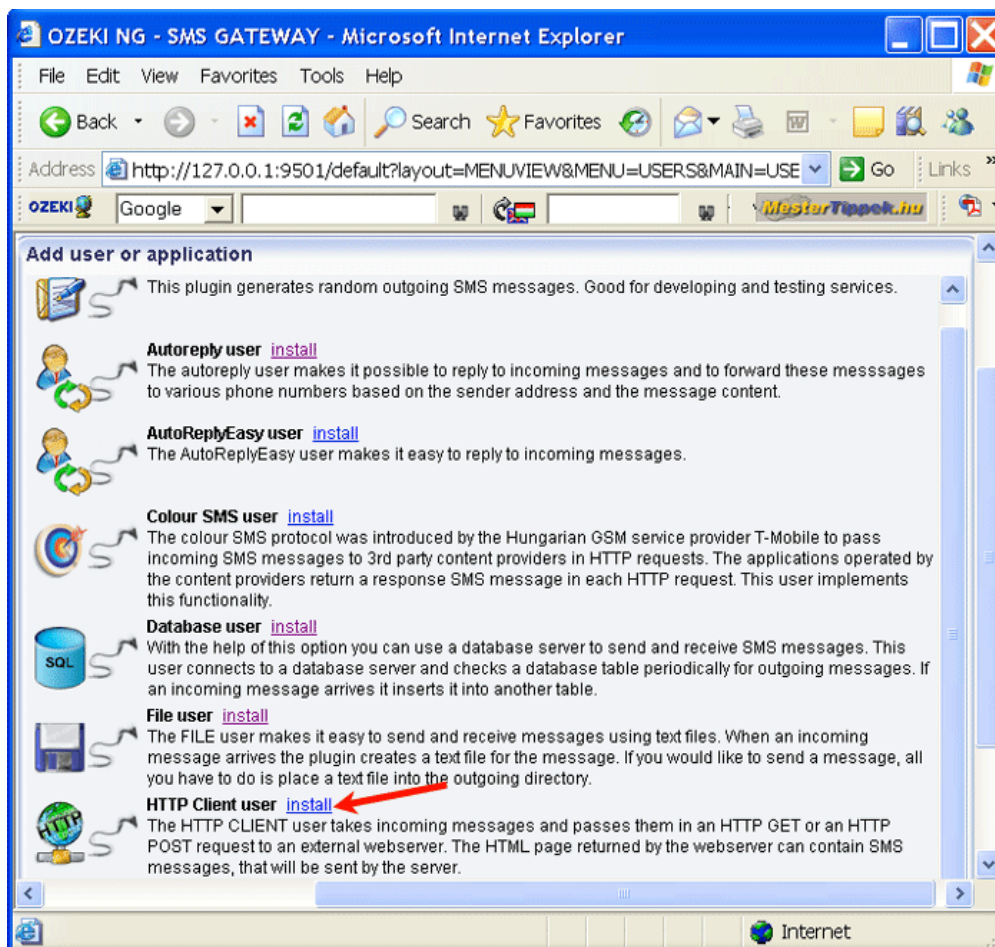 OZEKI NG - SMS GATEWAY - Microsoft Internet Explorer
File Edit View Favorites Tools Help
Back Search Favorites
Address http://127.0.0.1:9501/default?layout=MENUVIEW&MENU=USERS&MAIN=USE Go Links »
OZEKI Google MesterTippek.hu
Add user or application
This plugin generates random outgoing SMS messages. Good for developing and testing services.
Autoreply user install
The autoreply user makes it possible to reply to incoming messages and to forward these messsages
to various phone numbers based on the sender address and the message content.
AutoReplyEasy user install
The AutoReplyEasy user makes it easy to reply to incoming messages.
Colour SMS user install
The colour SMS protocol was introduced by the Hungarian GSM service provider T-Mobile to pass
incoming SMS messages to 3rd party content providers in HTTP requests. The applications operated by
the content providers return a response SMS message in each HTTP request. This user implements
this functionality.
Database user install
SQL
With the help of this option you can use a database server to send and receive SMS messages. This
user connects to a database server and checks a database table periodically for outgoing messages. If
an incoming message arrives it inserts it into another table.
File user install
The FILE user makes it easy to send and receive messages using text files. When an incoming
message arrives the plugin creates a text file for the message. If you would like to send a message, all
you have to do is place a text file into the outgoing directory.
HTTP Client user install
HTTP
The HTTP CLIENT user takes incoming messages and passes them in an HTTP GET or an HTTP
POST request to an external webserver. The HTML page returned by the webserver can contain SMS
messages, that will be sent by the server.
Internet